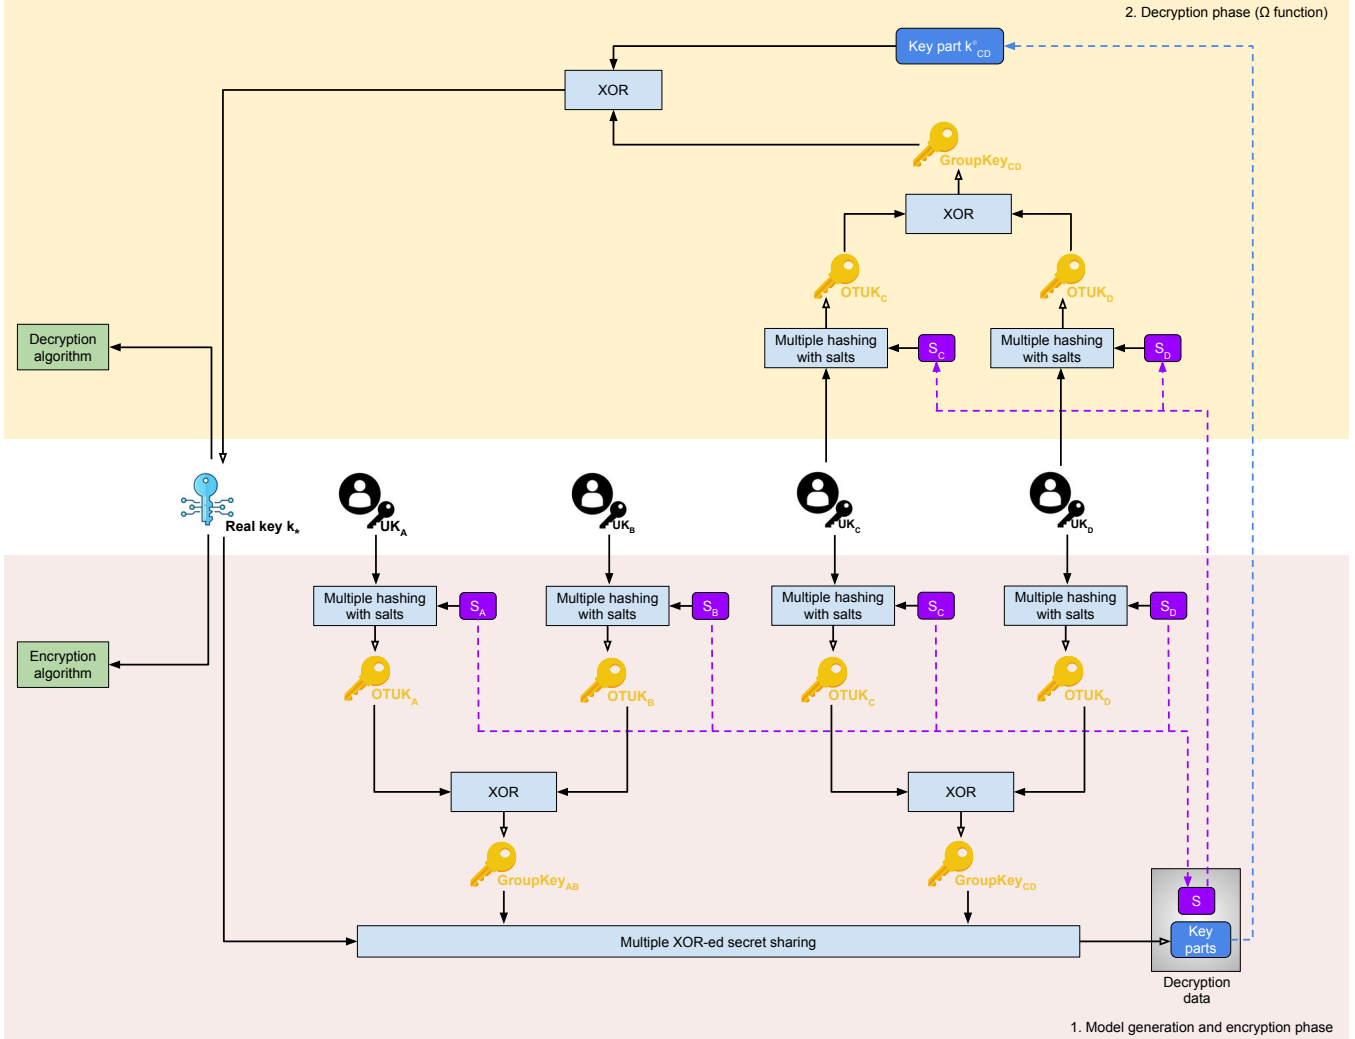 2. Decryption phase (Ω function)
Key part k°CD
XOR
GroupKeyCD
XOR
OTUKC
OTUKD
Decryption
algorithm
Multiple hashing
with salts
SC
Multiple hashing
with salts
SD
Real key k*
UKA
UKB
UKC
UKD
Multiple hashing
with salts
SA
Multiple hashing
with salts
SB
Multiple hashing
with salts
SC
Multiple hashing
with salts
SD
Encryption
algorithm
OTUKA
OTUKB
OTUKC
OTUKD
XOR
XOR
GroupKeyAB
GroupKeyCD
S
Multiple XOR-ed secret sharing
Key
parts
Decryption
data
1. Model generation and encryption phase